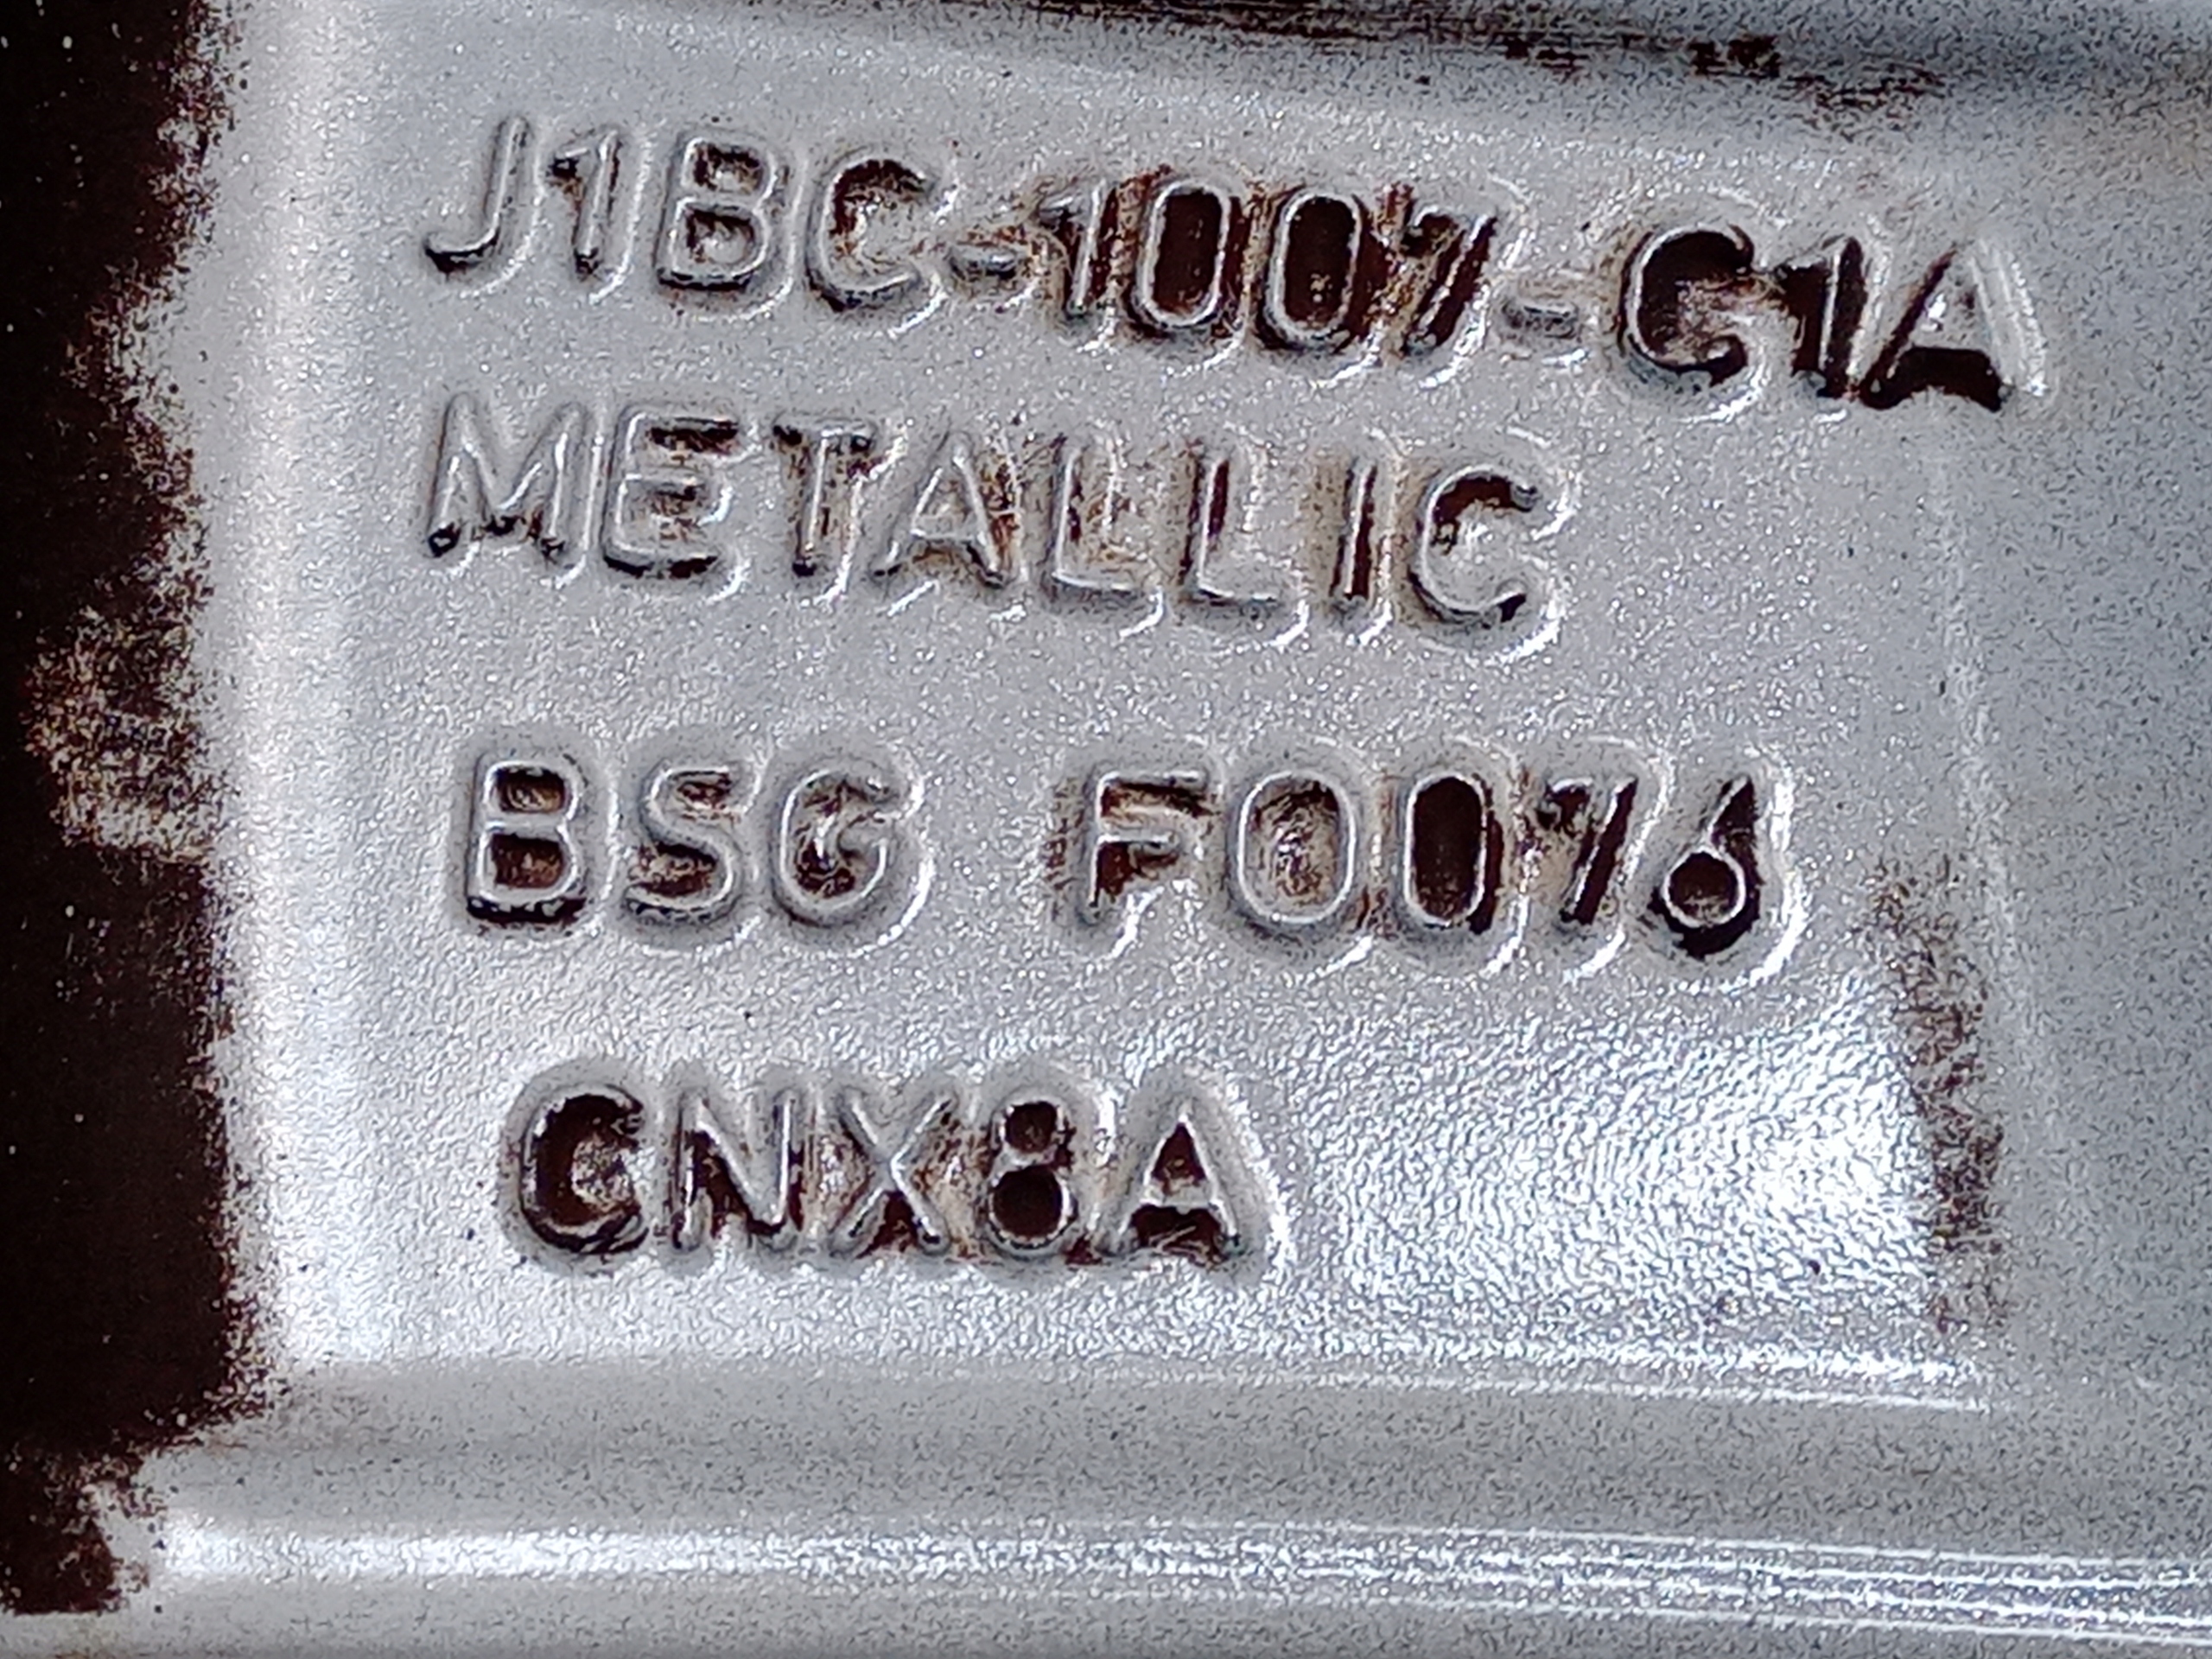 J1BC-1007-C1A
METALLIC
BSG F0076
CNX8A